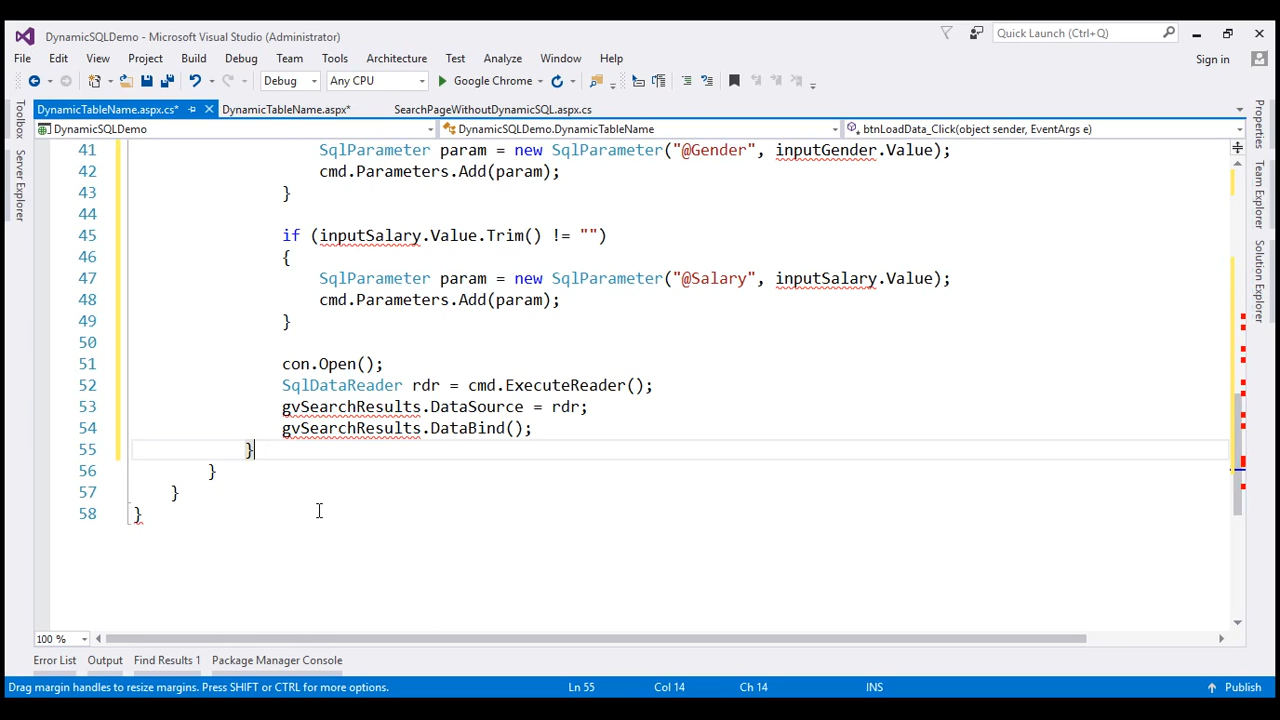 DynamicSQLDemo - Microsoft Visual Studio (Administrator)
Quick Launch (Ctrl+Q)
File Edit View Project Build Debug Team Tools Architecture Test Analyze Window Help
Sign in
Debug Any CPU Google Chrome
DynamicTableName.aspx.cs* DynamicTableName.aspx* SearchPageWithoutDynamicSQL.aspx.cs
DynamicSQLDemo DynamicSQLDemo.DynamicTableName btnLoadData_Click(object sender, EventArgs e)
Toolbox
Server Explorer
Properties
Team Explorer
Solution Explorer
41 SqlParameter param = new SqlParameter("@Gender", inputGender.Value);
42 cmd.Parameters.Add(param);
43 }
44
45 if (inputSalary.Value.Trim() != "")
46 {
47 SqlParameter param = new SqlParameter("@Salary", inputSalary.Value);
48 cmd.Parameters.Add(param);
49 }
50
51 con.Open();
52 SqlDataReader rdr = cmd.ExecuteReader();
53 gvSearchResults.DataSource = rdr;
54 gvSearchResults.DataBind();
55 }
56 }
57 }
58 }
100 %
Error List Output Find Results 1 Package Manager Console
Drag margin handles to resize margins. Press SHIFT or CTRL for more options. Ln 55 Col 14 Ch 14 INS Publish